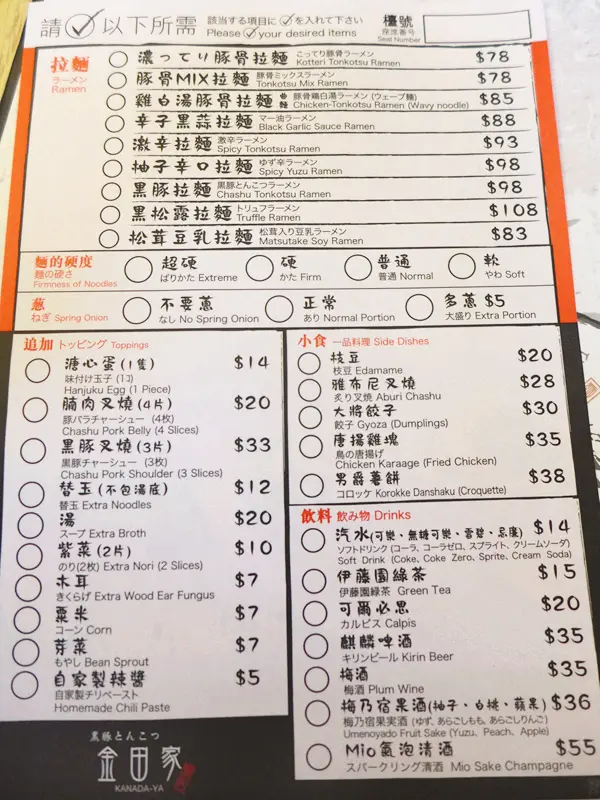 請✓以下所需
該当する項目に✓を入れて下さい
Please ✓ your desired items
檯號
座席番号
Seat Number
拉麵
ラーメン
Ramen
濃ってり豚骨拉麵 こってり豚骨ラーメン $78
Kotteri Tonkotsu Ramen
豚骨MIX拉麵 豚骨ミックスラーメン $78
Tonkotsu Mix Ramen
雞白湯豚骨拉麵 曲麵 豚骨鶏白湯ラーメン (ウェーブ麺) $85
Chicken-Tonkotsu Ramen (Wavy noodle)
辛子黑蒜拉麵 マー油ラーメン $88
Black Garlic Sauce Ramen
激辛拉麵 激辛ラーメン $93
Spicy Tonkotsu Ramen
柚子辛口拉麵 ゆず辛ラーメン $98
Spicy Yuzu Ramen
黑豚拉麵 黒豚とんこつラーメン $98
Chashu Tonkotsu Ramen
黑松露拉麵 トリュフラーメン $108
Truffle Ramen
松茸豆乳拉麵 松茸入り豆乳ラーメン $83
Matsutake Soy Ramen
麵的硬度
麺の硬さ
Firmness of Noodles
超硬
ばりかた Extreme
硬
かた Firm
普通
普通 Normal
軟
やわ Soft
蔥
ねぎ Spring Onion
不要蔥
なし No Spring Onion
正常
あり Normal Portion
多蔥 $5
大盛り Extra Portion
追加 トッピング Toppings
溏心蛋(1隻) $14
味付け玉子 (1コ)
Hanjuku Egg (1 Piece)
腩肉叉燒(4片) $20
豚バラチャーシュー (4枚)
Chashu Pork Belly (4 Slices)
黑豚叉燒(3片) $33
黒豚チャーシュー (3枚)
Chashu Pork Shoulder (3 Slices)
替玉(不包湯底) $12
替玉 Extra Noodles
湯 $20
スープ Extra Broth
紫菜(2片) $10
のり(2枚) Extra Nori (2 Slices)
木耳 $7
きくらげ Extra Wood Ear Fungus
粟米 $7
コーン Corn
芽菜 $7
もやし Bean Sprout
自家製辣醬 $5
自家製チリペースト
Homemade Chili Paste
小食 一品料理 Side Dishes
枝豆 $20
枝豆 Edamame
雅布尼叉燒 $28
炙り叉焼 Aburi Chashu
大將餃子 $30
餃子 Gyoza (Dumplings)
唐揚雞塊 $35
鳥の唐揚げ
Chicken Karaage (Fried Chicken)
男爵薯餅 $38
コロッケ Korokke Danshaku (Croquette)
飲料 飲み物 Drinks
汽水(可樂・無糖可樂・雪碧・忌廉) $14
ソフトドリンク (コーラ、コーラゼロ、スプライト、クリームソーダ)
Soft Drink (Coke, Coke Zero, Sprite, Cream Soda)
伊藤園綠茶 $15
伊藤園緑茶 Green Tea
可爾必思 $20
カルピス Calpis
麒麟啤酒 $35
キリンビール Kirin Beer
梅酒 $35
梅酒 Plum Wine
梅乃宿果酒(柚子・白桃・蘋果) $36
梅乃宿果実酒 (ゆず、あらごしもも、あらごしりんご)
Umenoyado Fruit Sake (Yuzu, Peach, Apple)
Mio氣泡清酒 $55
スパークリング清酒 Mio Sake Champagne
黒豚とんこつ
金田家
KANADA-YA